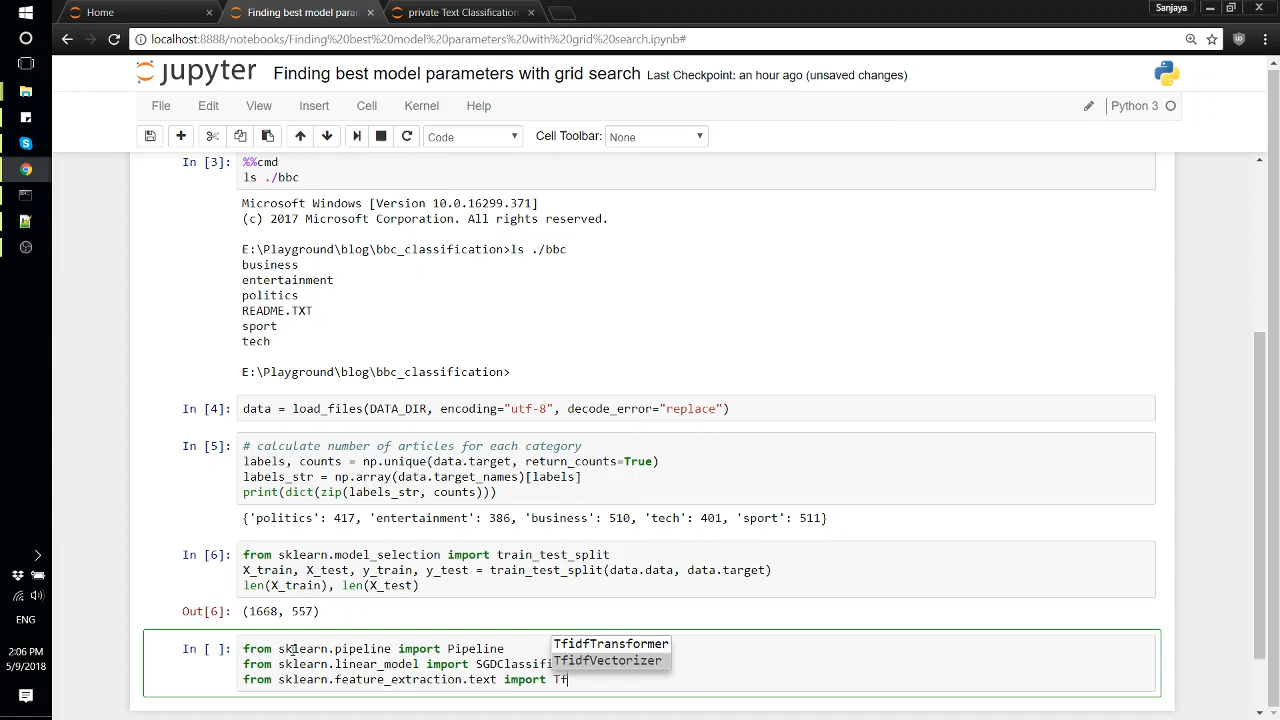 Home
Finding best model para
private Text Classification
Sanjaya
localhost:8888/notebooks/Finding%20best%20model%20parameters%20with%20grid%20search.ipynb#
jupyter Finding best model parameters with grid search Last Checkpoint: an hour ago (unsaved changes)
File Edit View Insert Cell Kernel Help Python 3
Code Cell Toolbar: None
In [3]: %%cmd
ls ./bbc
Microsoft Windows [Version 10.0.16299.371]
(c) 2017 Microsoft Corporation. All rights reserved.
E:\Playground\blog\bbc_classification>ls ./bbc
business
entertainment
politics
README.TXT
sport
tech
E:\Playground\blog\bbc_classification>
In [4]: data = load_files(DATA_DIR, encoding="utf-8", decode_error="replace")
In [5]: # calculate number of articles for each category
labels, counts = np.unique(data.target, return_counts=True)
labels_str = np.array(data.target_names)[labels]
print(dict(zip(labels_str, counts)))
{'politics': 417, 'entertainment': 386, 'business': 510, 'tech': 401, 'sport': 511}
In [6]: from sklearn.model_selection import train_test_split
X_train, X_test, y_train, y_test = train_test_split(data.data, data.target)
len(X_train), len(X_test)
Out[6]: (1668, 557)
In [ ]: from sklearn.pipeline import Pipeline
from sklearn.linear_model import SGDClassifi
from sklearn.feature_extraction.text import Tf
TfidfTransformer
TfidfVectorizer
ENG
2:06 PM
5/9/2018